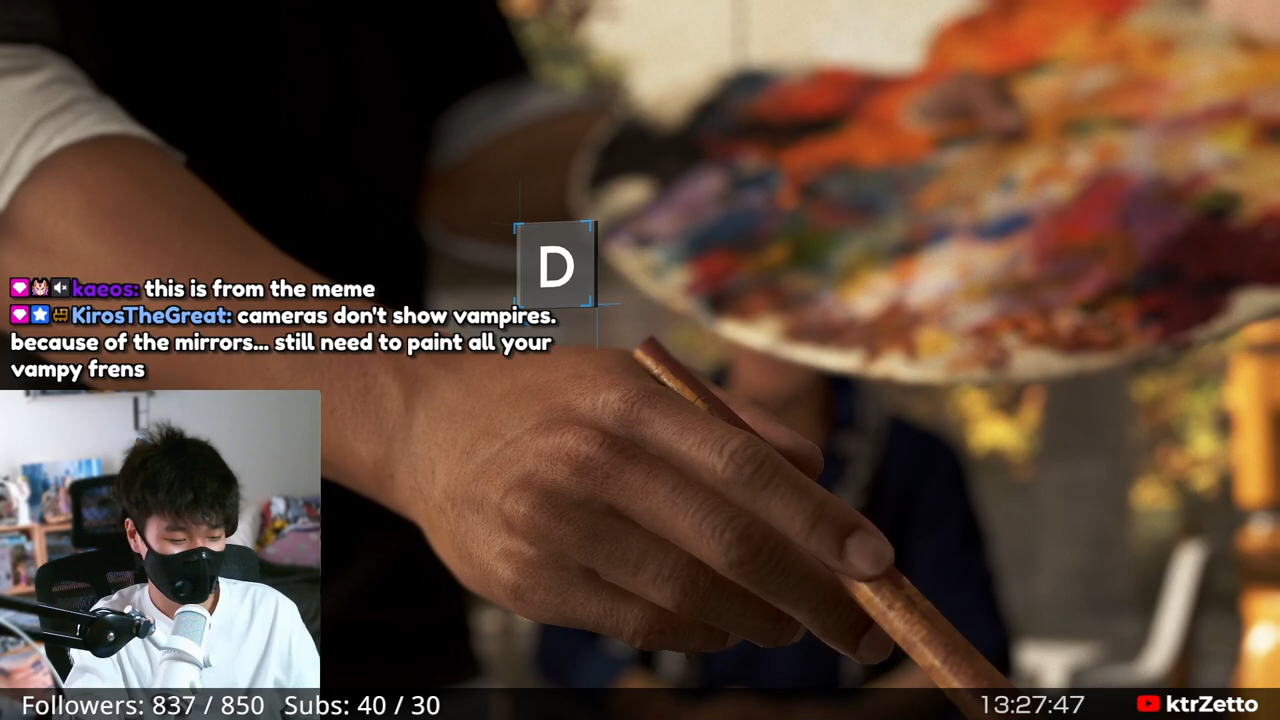 D
kaeos: this is from the meme
KirosTheGreat: cameras don't show vampires.
because of the mirrors... still need to paint all your
vampy frens
Followers: 837 / 850 Subs: 40 / 30
13:27:47
ktrZetto